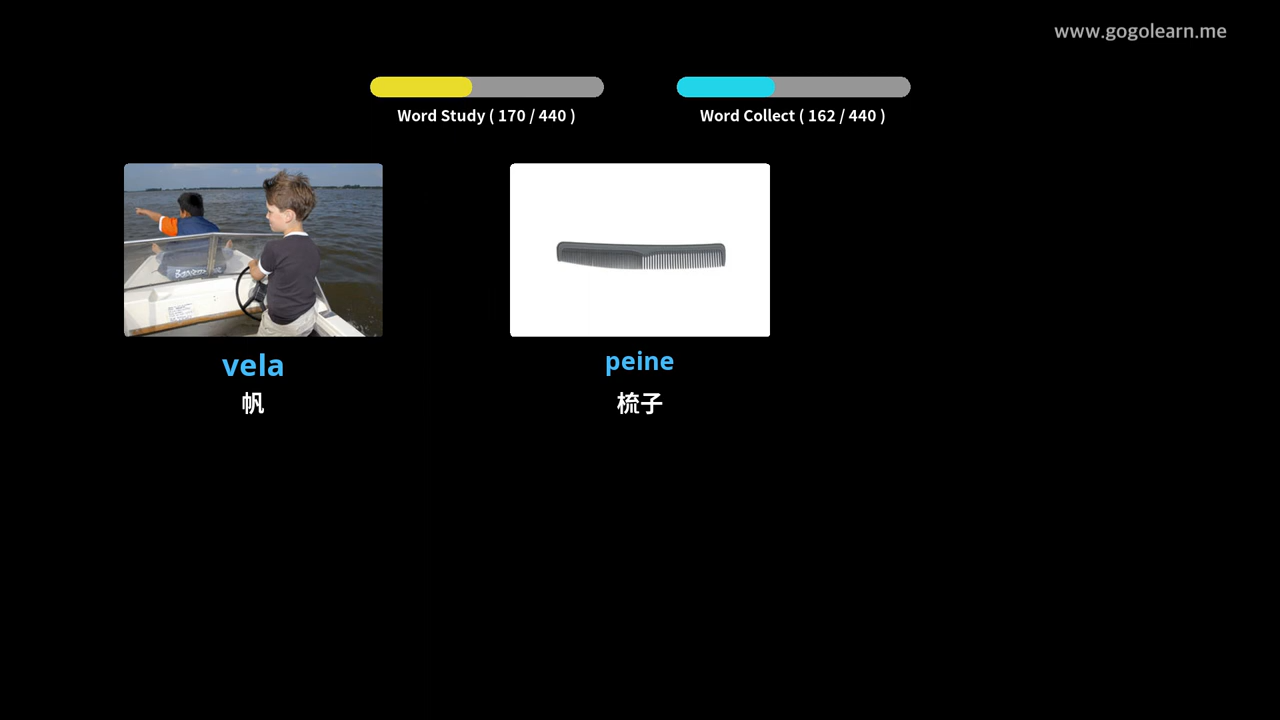 www.gogolearn.me
Word Study ( 170 / 440 )
Word Collect ( 162 / 440 )
vela
帆
peine
梳子